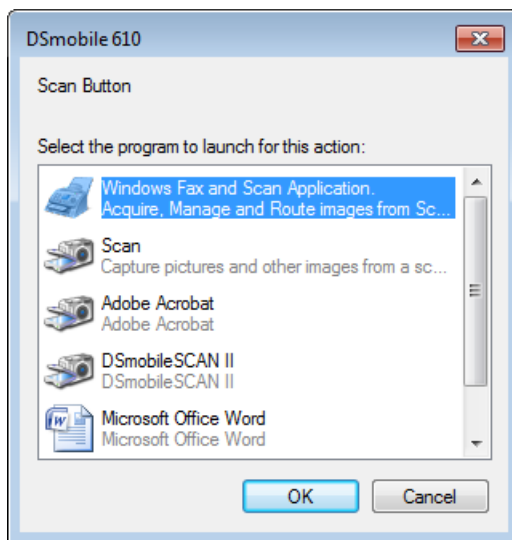 DSmobile 610
Scan Button
Select the program to launch for this action:
Windows Fax and Scan Application.
Acquire, Manage and Route images from Sc...
Scan
Capture pictures and other images from a sc...
Adobe Acrobat
Adobe Acrobat
DSmobileSCAN II
DSmobileSCAN II
Microsoft Office Word
Microsoft Office Word
OK
Cancel